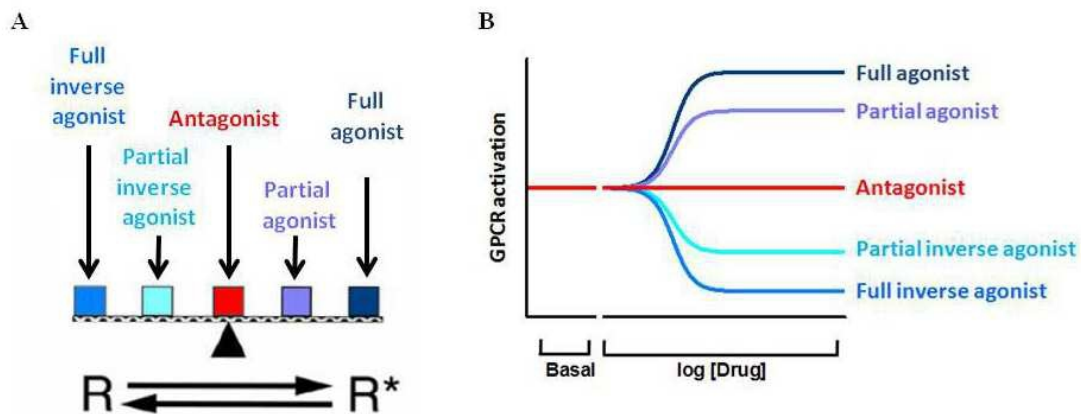 A
Full
inverse
agonist
Partial
inverse
agonist
Antagonist
Partial
agonist
Full
agonist
R
R*
B
GPCR activation
Full agonist
Partial agonist
Antagonist
Partial inverse agonist
Full inverse agonist
Basal
log [Drug]